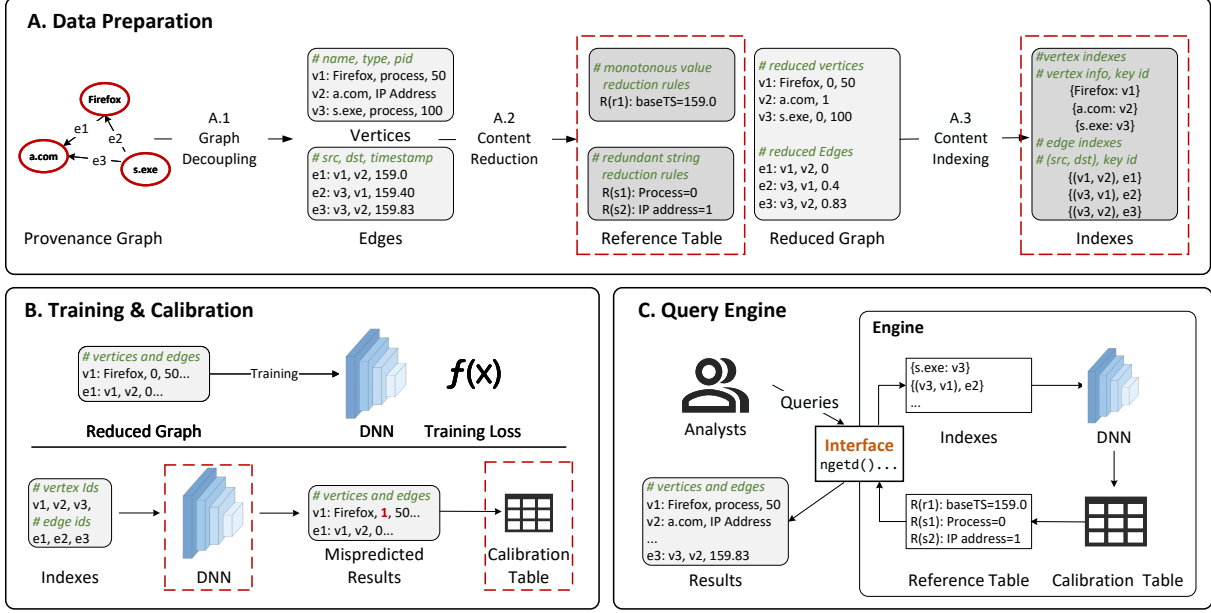 A. Data Preparation
Firefox
e1
e2
a.com
e3
s.exe
Provenance Graph
A.1
Graph
Decoupling
# name, type, pid
v1: Firefox, process, 50
v2: a.com, IP Address
v3: s.exe, process, 100
Vertices
# src, dst, timestamp
e1: v1, v2, 159.0
e2: v3, v1, 159.40
e3: v3, v2, 159.83
Edges
A.2
Content
Reduction
# monotonous value
reduction rules
R(r1): baseTS=159.0
# redundant string
reduction rules
R(s1): Process=0
R(s2): IP address=1
Reference Table
# reduced vertices
v1: Firefox, 0, 50
v2: a.com, 1
v3: s.exe, 0, 100
# reduced Edges
e1: v1, v2, 0
e2: v3, v1, 0.4
e3: v3, v2, 0.83
Reduced Graph
A.3
Content
Indexing
#vertex indexes
# vertex info, key id
{Firefox: v1}
{a.com: v2}
{s.exe: v3}
# edge indexes
# (src, dst), key id
{(v1, v2), e1}
{(v3, v1), e2}
{(v3, v2), e3}
Indexes
B. Training & Calibration
# vertices and edges
v1: Firefox, 0, 50...
e1: v1, v2, 0...
Reduced Graph
Training
DNN
f(x)
Training Loss
# vertex Ids
v1, v2, v3,
# edge ids
e1, e2, e3
Indexes
DNN
# vertices and edges
v1: Firefox, 1, 50...
e1: v1, v2, 0...
Mispredicted
Results
Calibration
Table
C. Query Engine
Analysts
Queries
Interface
ngetd()...
# vertices and edges
v1: Firefox, process, 50
v2: a.com, IP Address
...
e3: v3, v2, 159.83
Results
Engine
{s.exe: v3}
{(v3, v1), e2}
...
Indexes
DNN
R(r1): baseTS=159.0
R(s1): Process=0
R(s2): IP address=1
Reference Table
Calibration Table